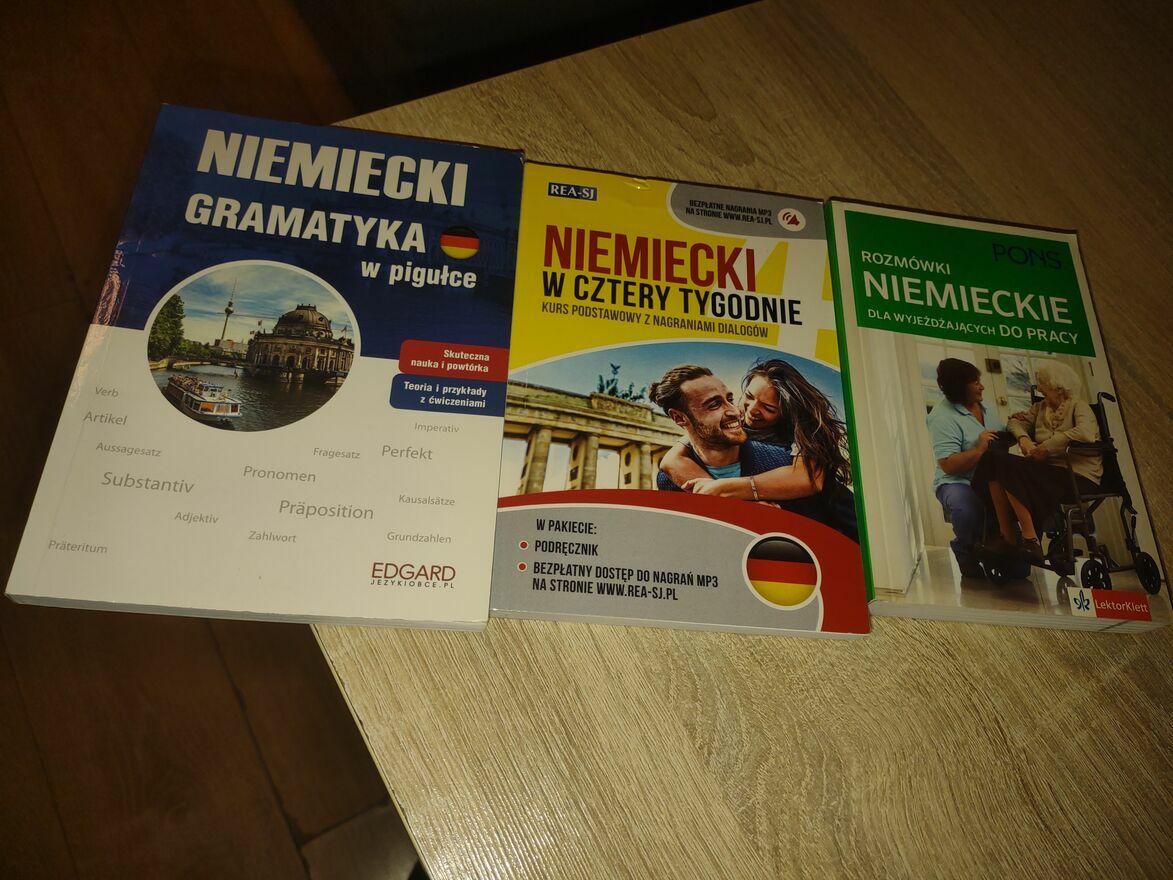 NIEMIECKI
GRAMATYKA
w pigułce
Skuteczna
nauka i powtórka
Teoria i przykłady
z ćwiczeniami
Verb
Imperativ
Artikel
Aussagesatz
Fragesatz
Perfekt
Substantiv
Pronomen
Präposition
Kausalsätze
Adjektiv
Zahlwort
Grundzahlen
Präteritum
EDGARD
JEZYKIOBCE.PL
REA-SJ
BEZPŁATNE NAGRANIA MP3
NA STRONIE WWW.REA-SJ.PL
NIEMIECKI
W CZTERY TYGODNIE
KURS PODSTAWOWY Z NAGRANIAMI DIALOGÓW
W PAKIECIE:
PODRĘCZNIK
BEZPŁATNY DOSTĘP DO NAGRAŃ MP3
NA STRONIE WWW.REA-SJ.PL
PONS
ROZMÓWKI
NIEMIECKIE
DLA WYJEŻDŻAJĄCYCH DO PRACY
LektorKlett